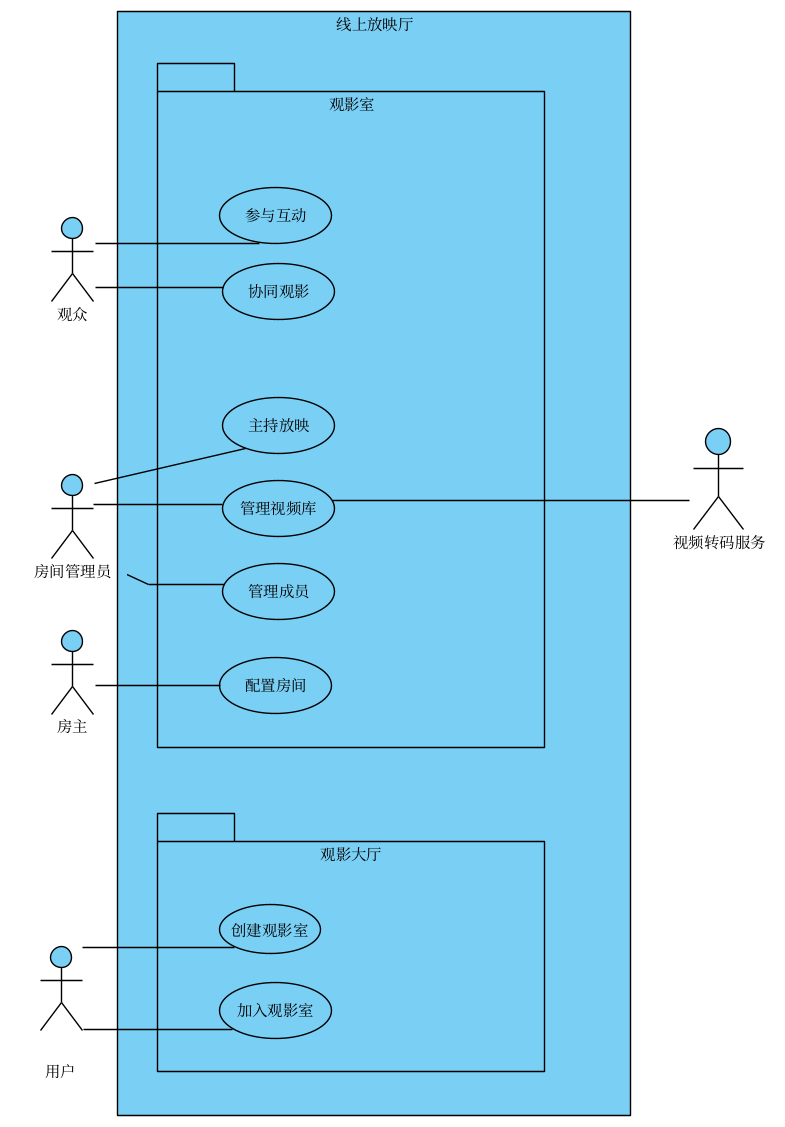 线上放映厅
观影室
参与互动
协同观影
观众
主持放映
管理视频库
视频转码服务
房间管理员
管理成员
配置房间
房主
观影大厅
创建观影室
加入观影室
用户